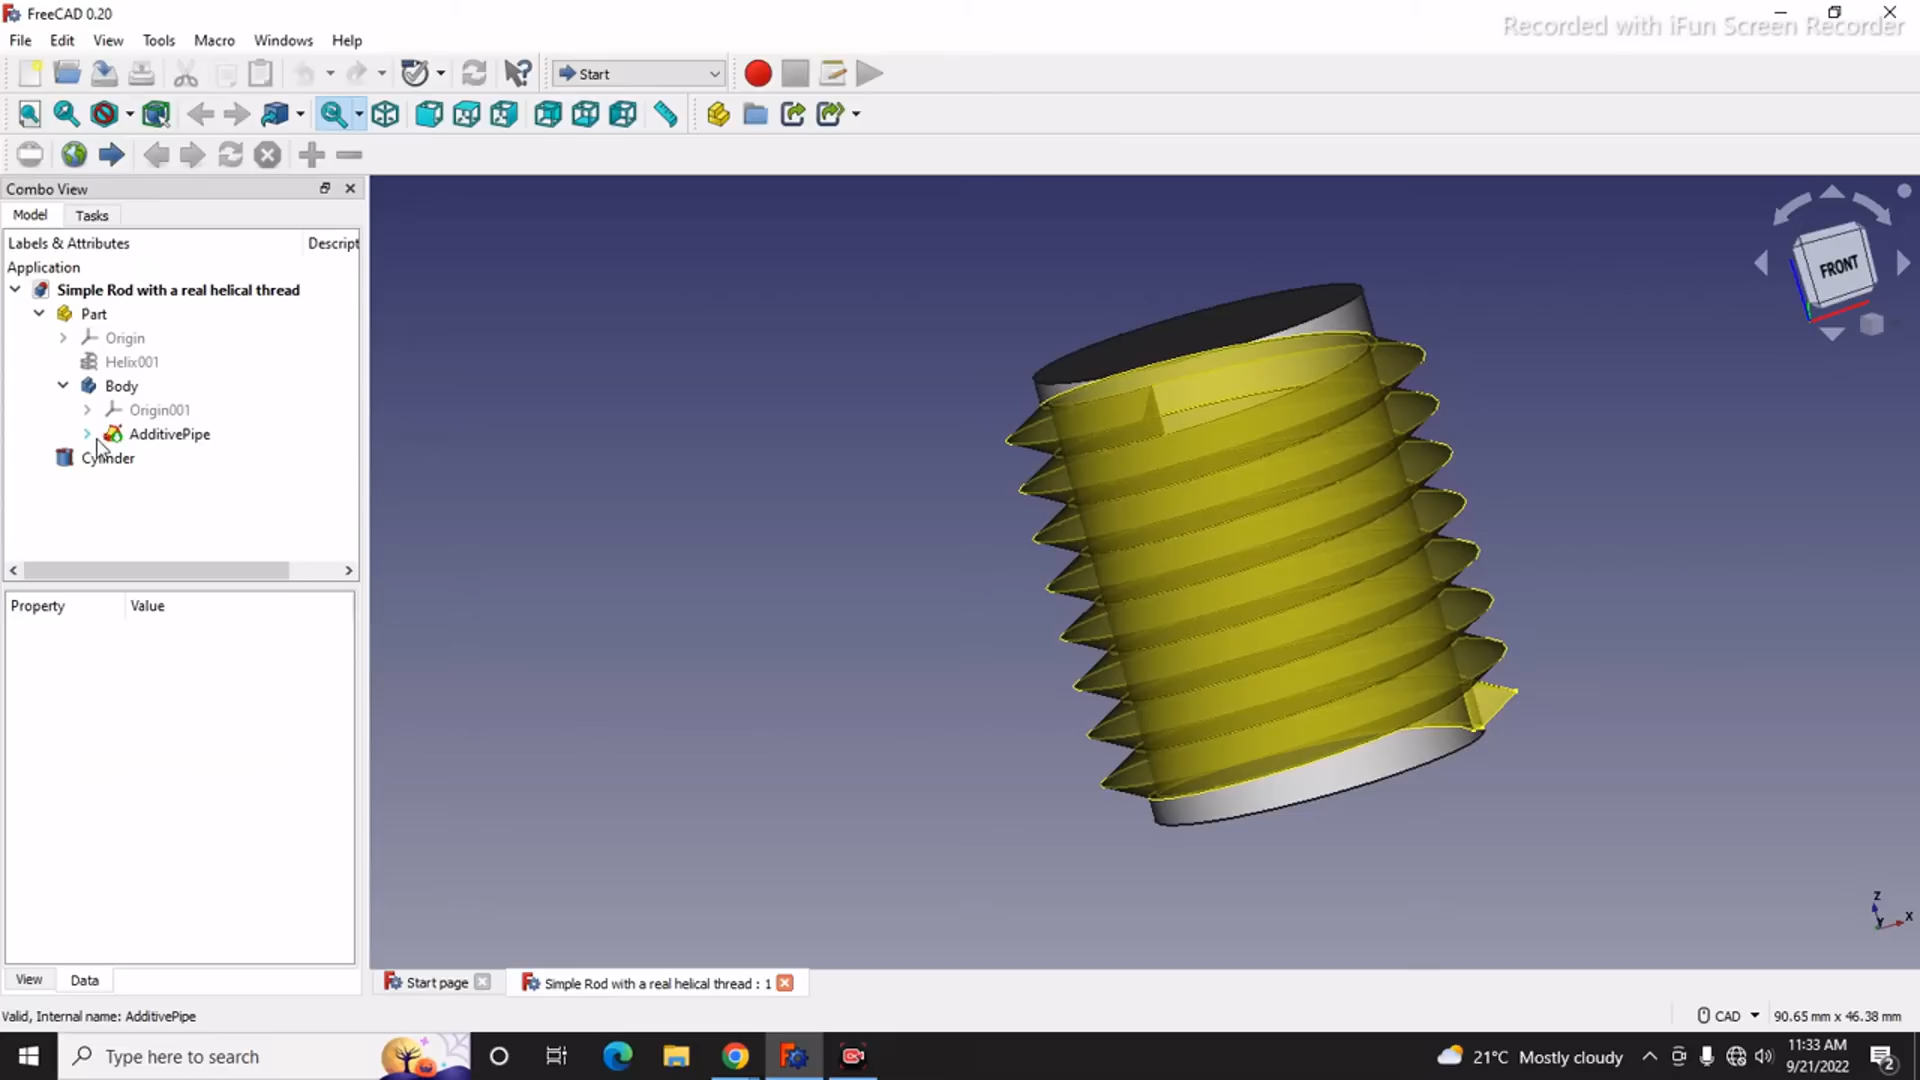 FreeCAD 0.20
Recorded with iFun Screen Recorder
File Edit View Tools Macro Windows Help
Start
Combo View
Model Tasks
Labels & Attributes Descript
Application
Simple Rod with a real helical thread
Part
Origin
Helix001
Body
Origin001
AdditivePipe
Cylinder
Property Value
FRONT
Z
X
Y
View Data
Start page
Simple Rod with a real helical thread : 1
Valid, Internal name: AdditivePipe
CAD 90.65 mm x 46.38 mm
Type here to search
21°C Mostly cloudy
11:33 AM
9/21/2022
2